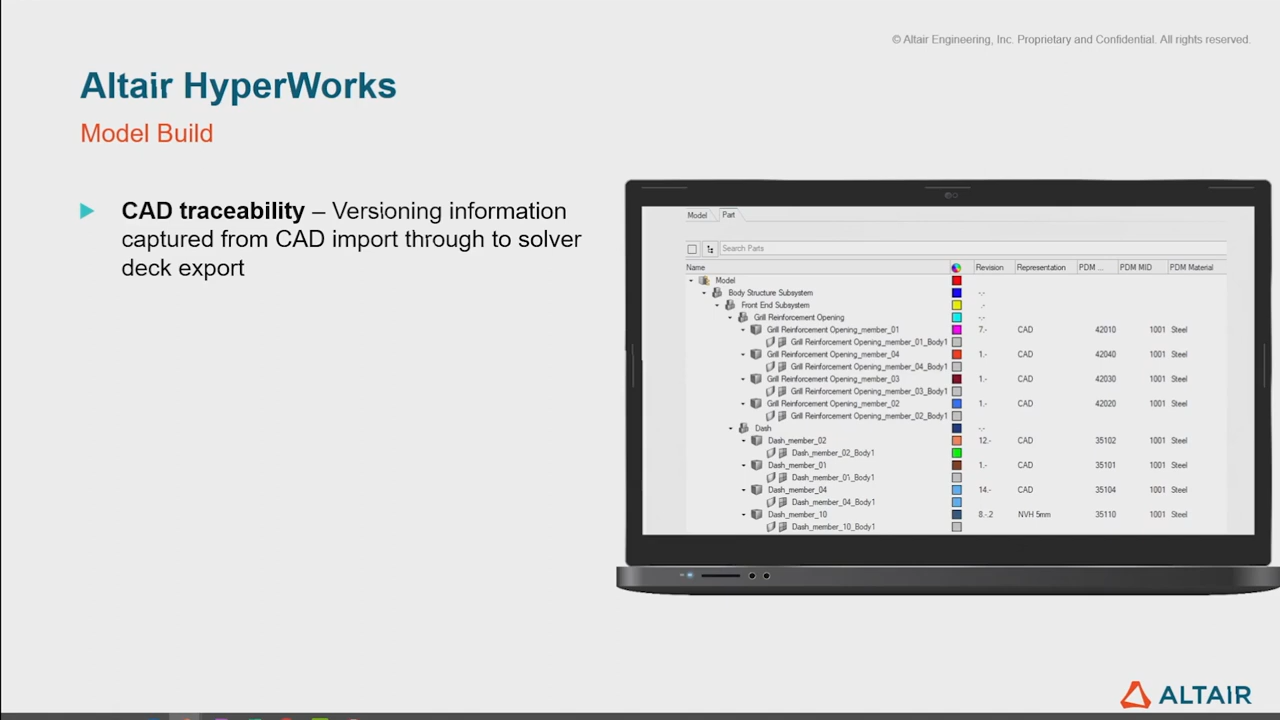 © Altair Engineering, Inc. Proprietary and Confidential. All rights reserved.
Altair HyperWorks
Model Build
CAD traceability – Versioning information
captured from CAD import through to solver
deck export
Model Part
Search Parts
Name Revision Representation PDM ... PDM MID PDM Material
Model
Body Structure Subsystem -.-
Front End Subsystem .-
Grill Reinforcement Opening -.-
Grill Reinforcement Opening_member_01 7.- CAD 42010 1001 Steel
Grill Reinforcement Opening_member_01_Body1
Grill Reinforcement Opening_member_04 1.- CAD 42040 1001 Steel
Grill Reinforcement Opening_member_04_Body1
Grill Reinforcement Opening_member_03 1.- CAD 42030 1001 Steel
Grill Reinforcement Opening_member_03_Body1
Grill Reinforcement Opening_member_02 1.- CAD 42020 1001 Steel
Grill Reinforcement Opening_member_02_Body1
Dash -.-
Dash_member_02 12.- CAD 35102 1001 Steel
Dash_member_02_Body1
Dash_member_01 1.- CAD 35101 1001 Steel
Dash_member_01_Body1
Dash_member_04 14.- CAD 35104 1001 Steel
Dash_member_04_Body1
Dash_member_10 8.-.2 NVH 5mm 35110 1001 Steel
Dash_member_10_Body1
ALTAIR